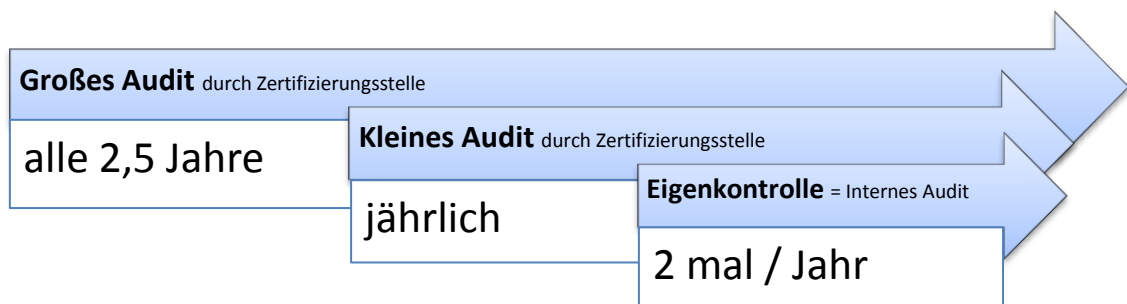 Großes Audit durch Zertifizierungsstelle
alle 2,5 Jahre
Kleines Audit durch Zertifizierungsstelle
jährlich
Eigenkontrolle = Internes Audit
2 mal / Jahr